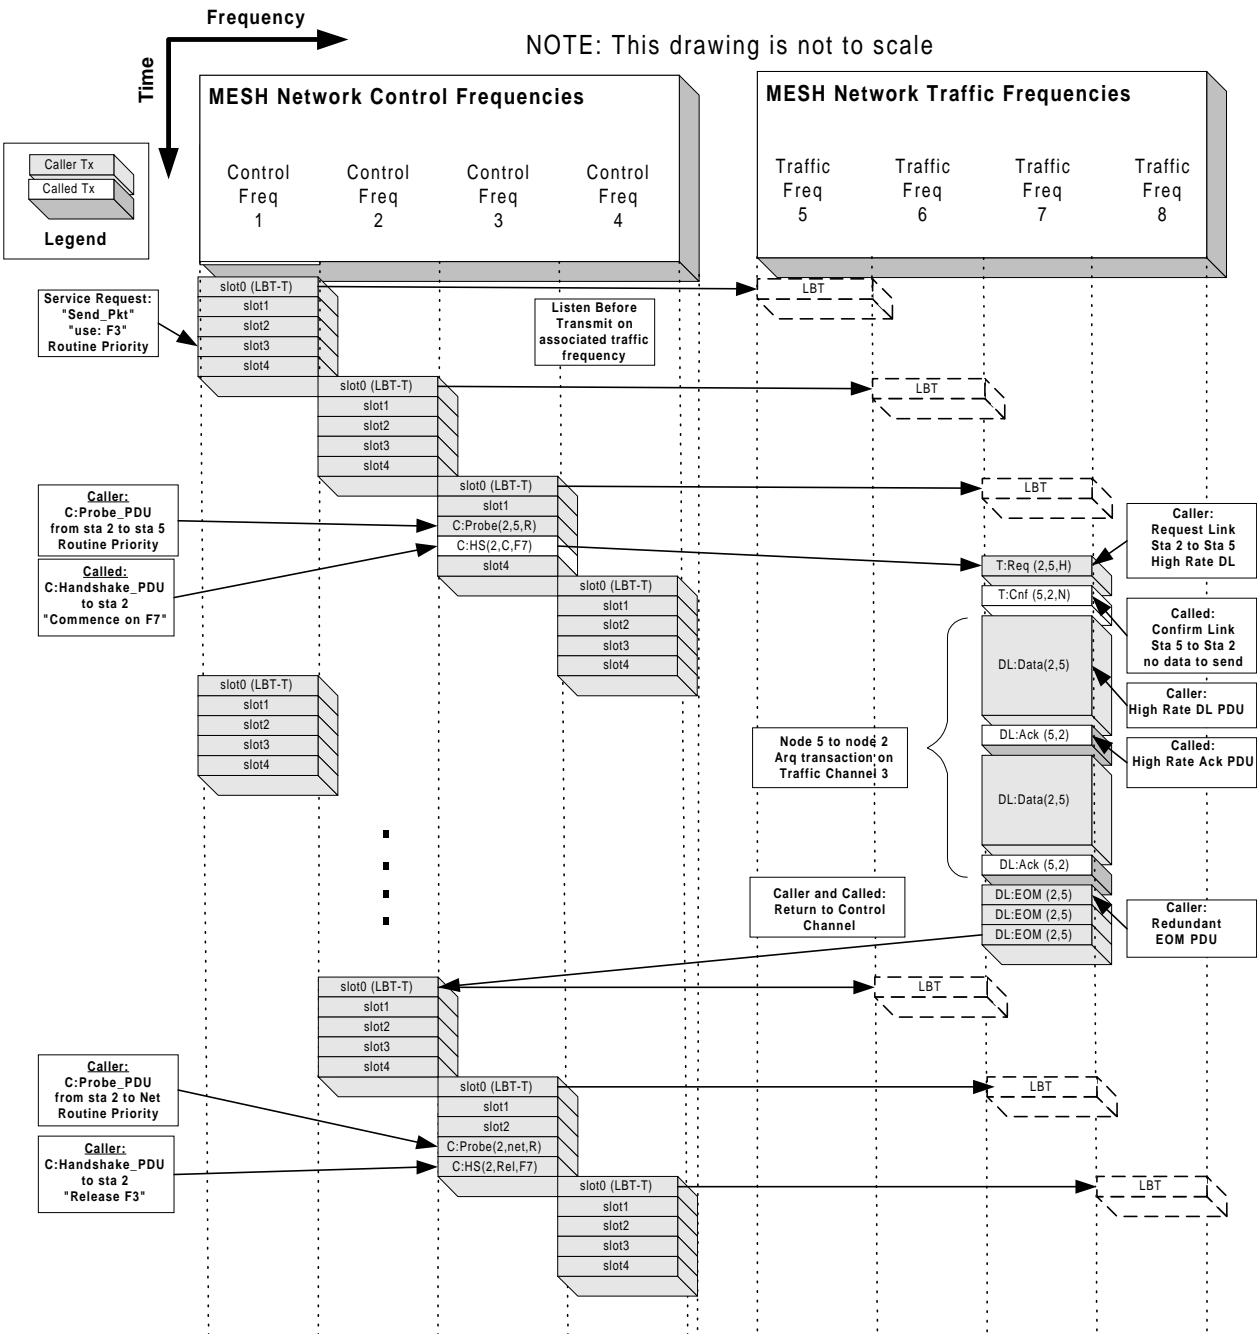 Frequency
Time
NOTE: This drawing is not to scale
MESH Network Control Frequencies
Control
Freq
1
Control
Freq
2
Control
Freq
3
Control
Freq
4
MESH Network Traffic Frequencies
Traffic
Freq
5
Traffic
Freq
6
Traffic
Freq
7
Traffic
Freq
8
Caller Tx
Called Tx
Legend
Service Request:
"Send_Pkt"
"use: F3"
Routine Priority
slot0 (LBT-T)
slot1
slot2
slot3
slot4
Listen Before
Transmit on
associated traffic
frequency
LBT
slot0 (LBT-T)
slot1
slot2
slot3
slot4
LBT
Caller:
C:Probe_PDU
from sta 2 to sta 5
Routine Priority
Called:
C:Handshake_PDU
to sta 2
"Commence on F7"
slot0 (LBT-T)
slot1
C:Probe(2,5,R)
C:HS(2,C,F7)
slot4
LBT
slot0 (LBT-T)
slot1
slot2
slot3
slot4
T:Req (2,5,H)
T:Cnf (5,2,N)
DL:Data(2,5)
DL:Ack (5,2)
DL:Data(2,5)
DL:Ack (5,2)
DL:EOM (2,5)
DL:EOM (2,5)
DL:EOM (2,5)
Caller:
Request Link
Sta 2 to Sta 5
High Rate DL
Called:
Confirm Link
Sta 5 to Sta 2
no data to send
Caller:
High Rate DL PDU
Called:
High Rate Ack PDU
Caller:
Redundant
EOM PDU
slot0 (LBT-T)
slot1
slot2
slot3
slot4
Node 5 to node 2
Arq transaction on
Traffic Channel 3
Caller and Called:
Return to Control
Channel
slot0 (LBT-T)
slot1
slot2
slot3
slot4
LBT
Caller:
C:Probe_PDU
from sta 2 to Net
Routine Priority
Caller:
C:Handshake_PDU
to sta 2
"Release F3"
slot0 (LBT-T)
slot1
slot2
C:Probe(2,net,R)
C:HS(2,Rel,F7)
LBT
slot0 (LBT-T)
slot1
slot2
slot3
slot4
LBT